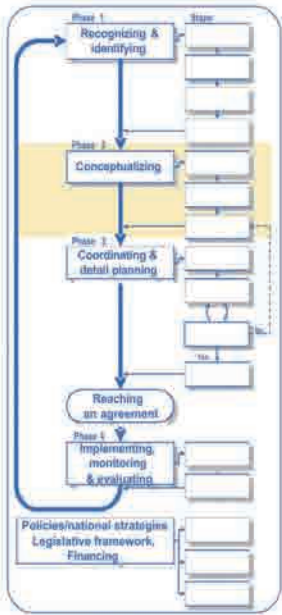 Phase 1
Steps
Recognizing &
identifying
Phase 2
Conceptualizing
Phase 3
Coordinating &
detail planning
Reaching
an agreement
Phase 4
Implementing,
monitoring
& evaluating
Policies/national strategies
Legislative framework,
Financing